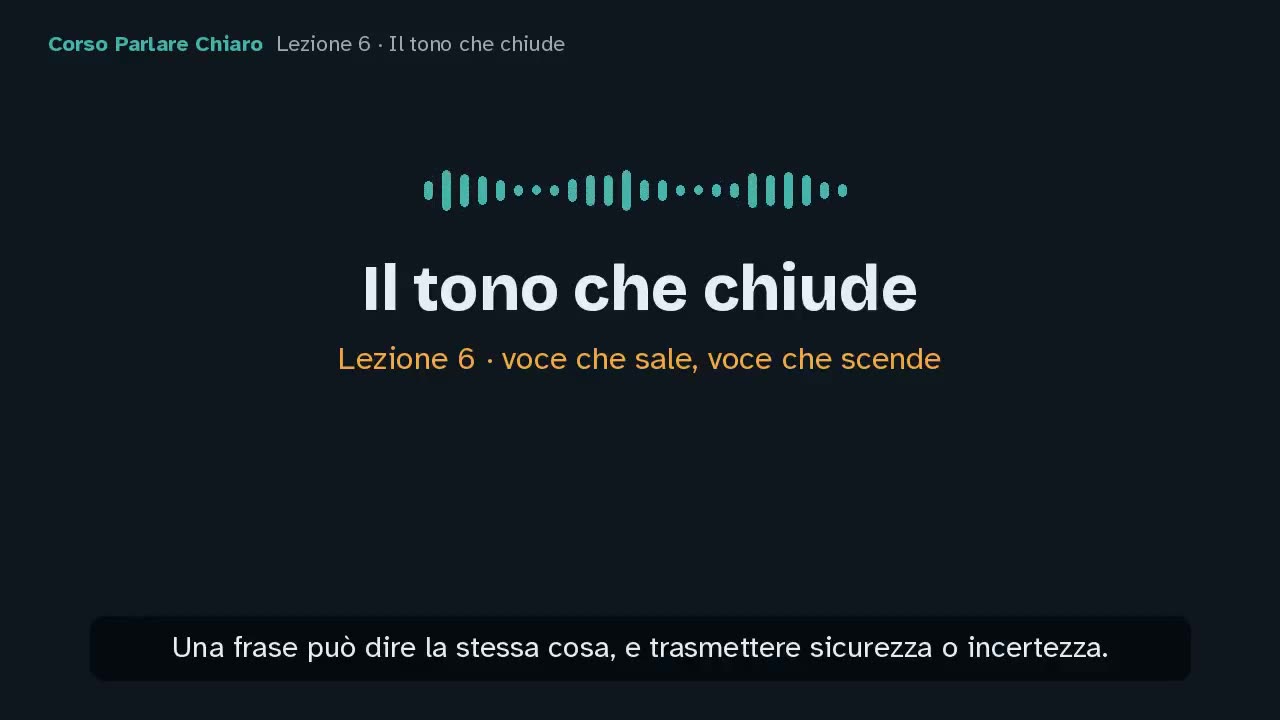 Corso Parlare Chiaro Lezione 6 · Il tono che chiude
Il tono che chiude
Lezione 6 · voce che sale, voce che scende
Una frase può dire la stessa cosa, e trasmettere sicurezza o incertezza.